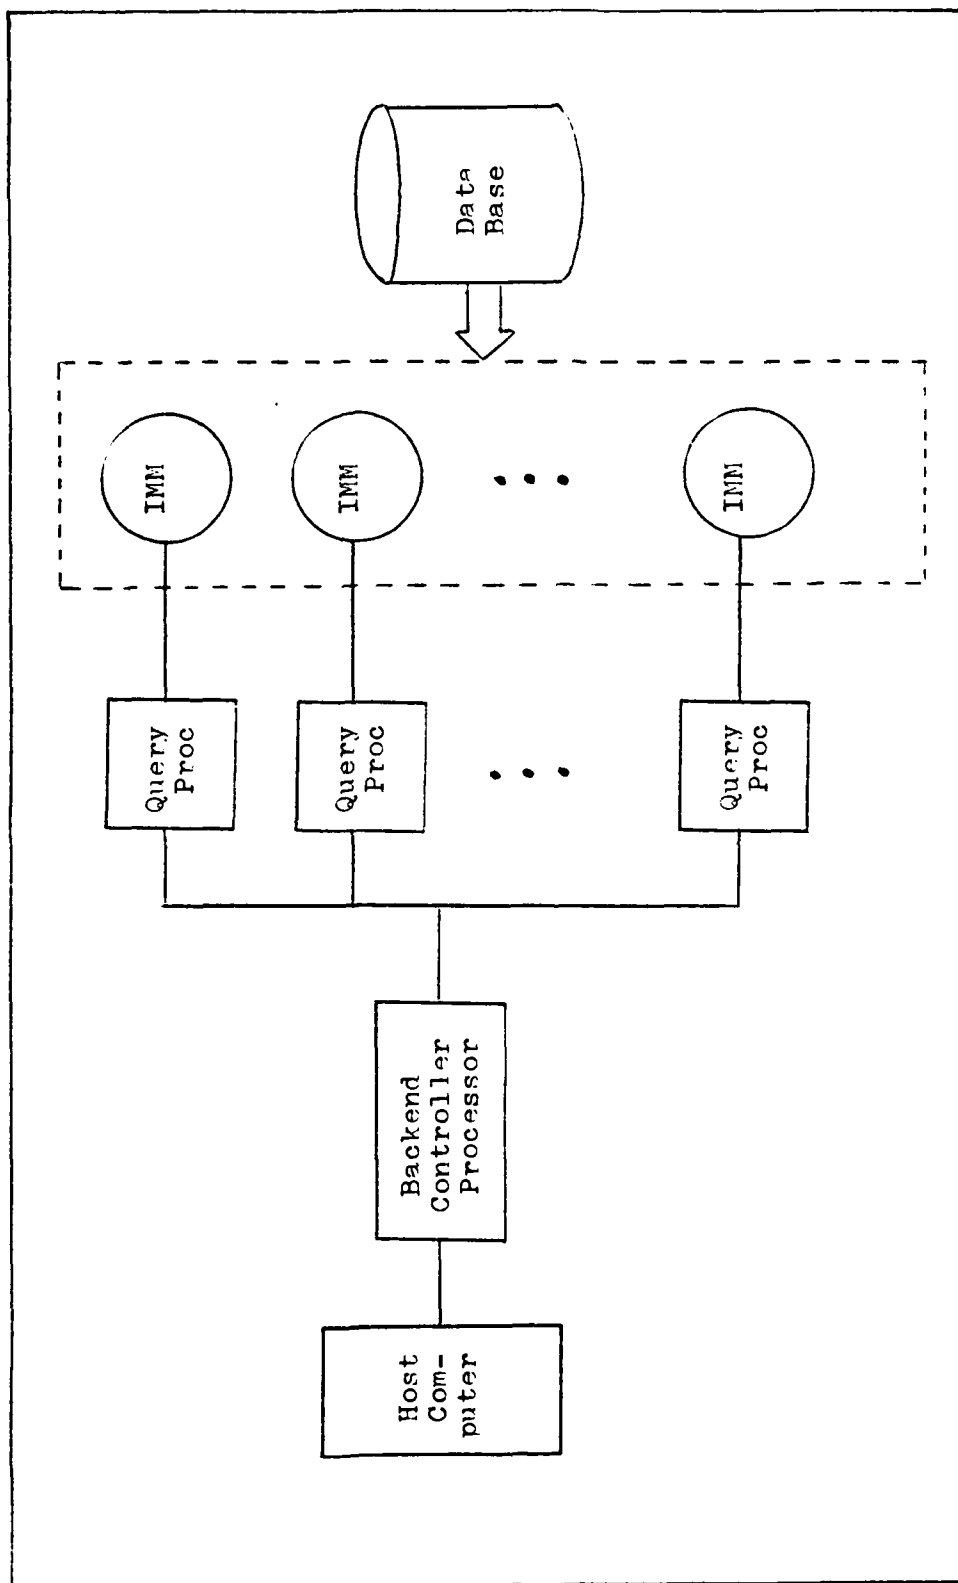 Host
Com-
puter
Backend
Controller
Processor
Query
Proc
Query
Proc
Query
Proc
IMM
IMM
IMM
Data
Base